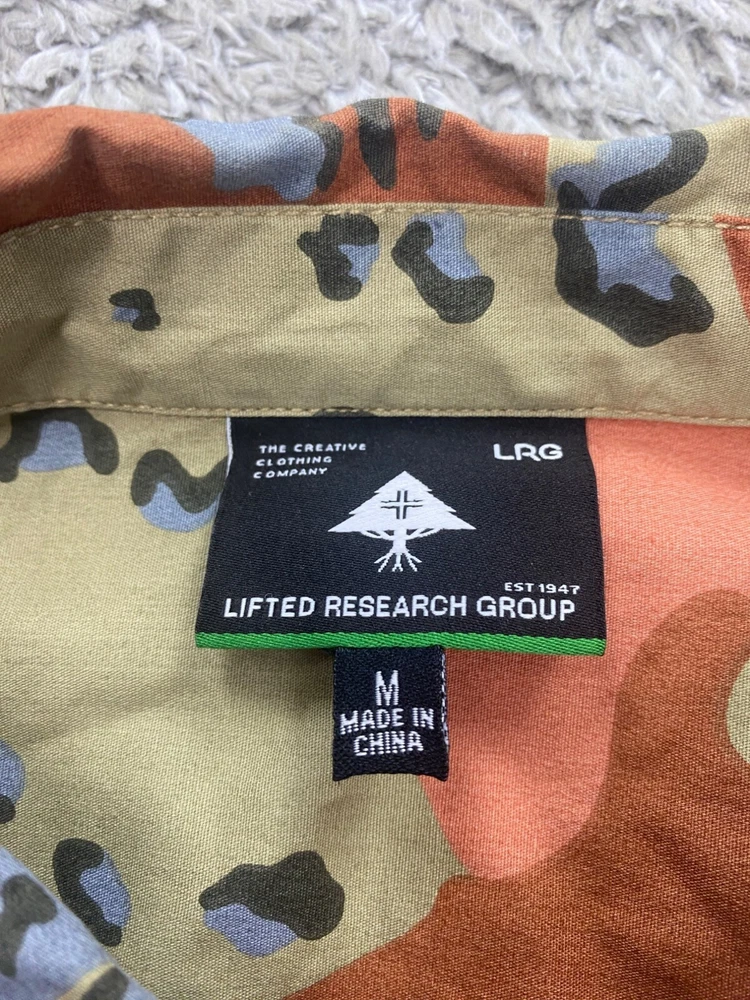 THE CREATIVE
CLOTHING
COMPANY
LRG
EST 1947
LIFTED RESEARCH GROUP
M
MADE IN
CHINA